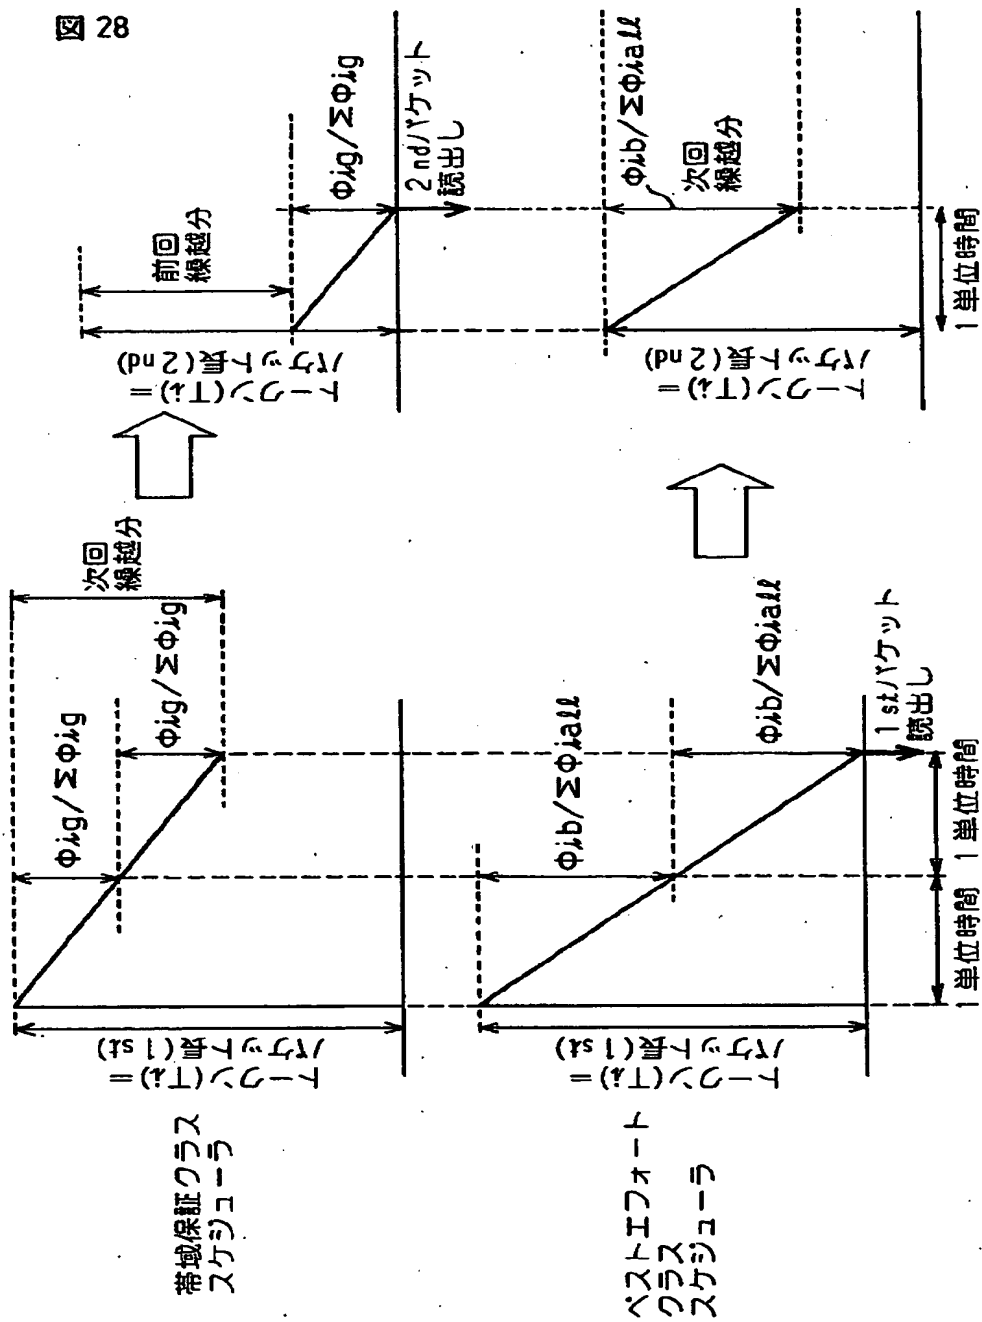 図 28
帯域保証クラス
スケジューラ
トークン(Ti)=
パケット長(1st)
Φig/ΣΦig
Φig/ΣΦig
次回
繰越分
トークン(Ti)=
パケット長(2nd)
前回
繰越分
Φig/ΣΦig
2ndパケット
読出し
ベストエフォート
クラス
スケジューラ
トークン(Ti)=
パケット長(1st)
Φib/ΣΦiall
Φib/ΣΦiall
1stパケット
読出し
1単位時間
1単位時間
トークン(Ti)=
パケット長(2nd)
Φib/ΣΦiall
次回
繰越分
1単位時間